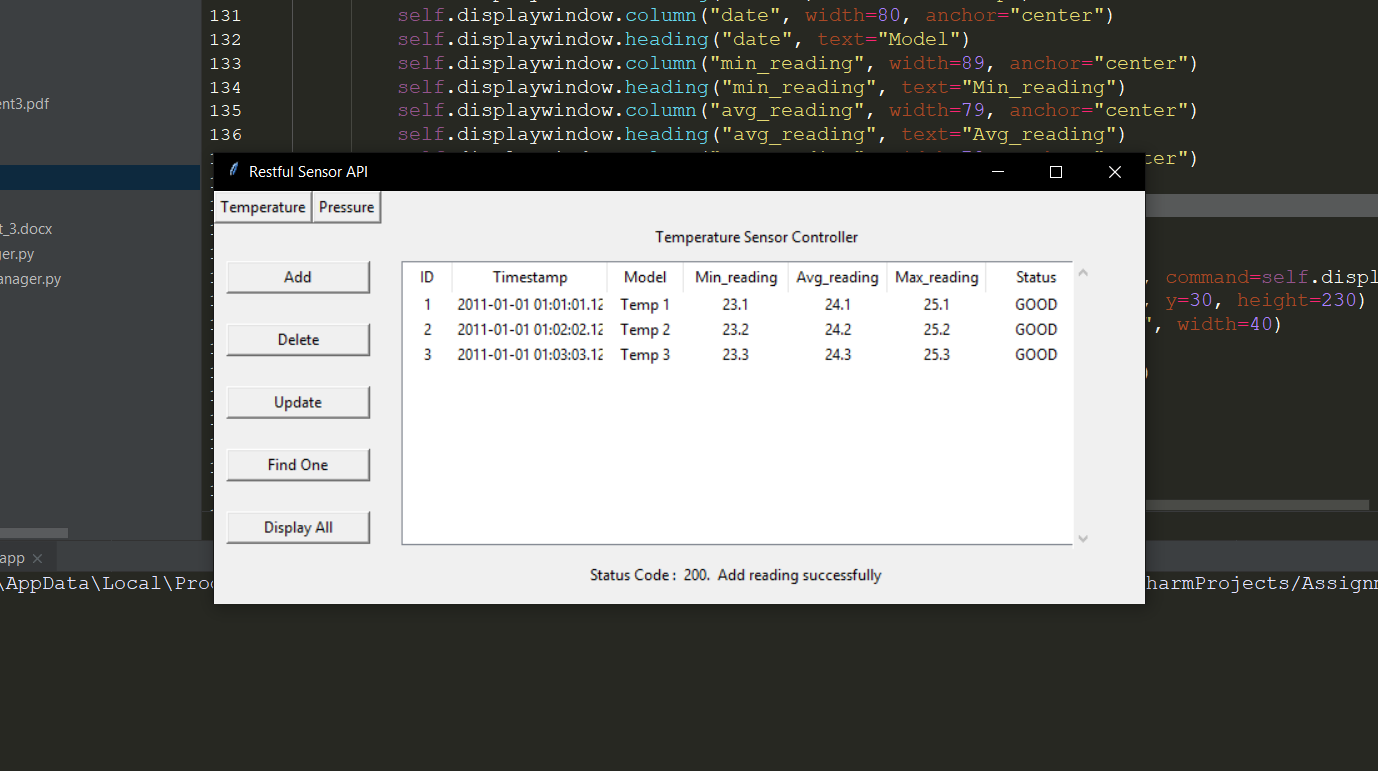 131 self.displaywindow.column("date", width=80, anchor="center")
132 self.displaywindow.heading("date", text="Model")
133 self.displaywindow.column("min_reading", width=89, anchor="center")
134 self.displaywindow.heading("min_reading", text="Min_reading")
ent3.pdf
135 self.displaywindow.column("avg_reading", width=79, anchor="center")
136 self.displaywindow.heading("avg_reading", text="Avg_reading")
ter")
Restful Sensor API
Temperature Pressure
t_3.docx
ger.py
anager.py
Temperature Sensor Controller
Add
Delete
Update
Find One
Display All
ID Timestamp Model Min_reading Avg_reading Max_reading Status
1 2011-01-01 01:01:01.12 Temp 1 23.1 24.1 25.1 GOOD
2 2011-01-01 01:02:02.12 Temp 2 23.2 24.2 25.2 GOOD
3 2011-01-01 01:03:03.12 Temp 3 23.3 24.3 25.3 GOOD
, command=self.displ
, y=30, height=230)
", width=40)
)
Status Code : 200. Add reading successfully
app
\AppData\Local\Pro
harmProjects/Assign